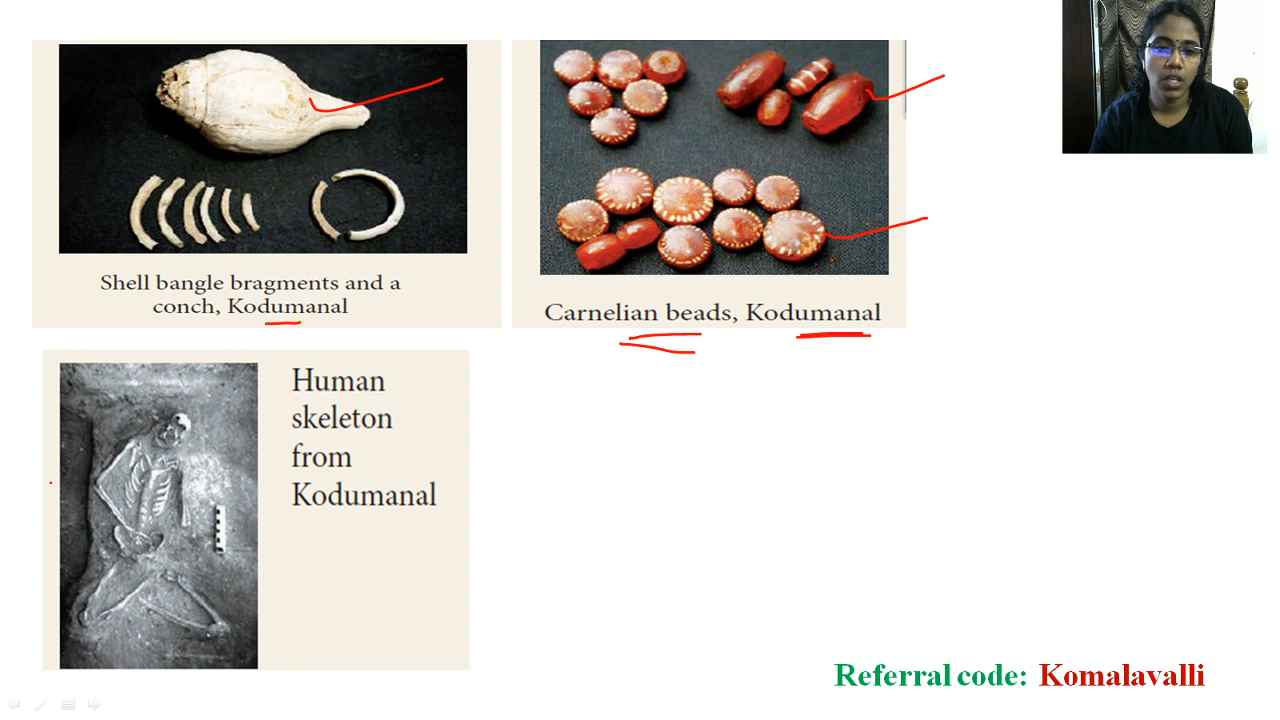 Shell bangle bragments and a
conch, Kodumanal
Carnelian beads, Kodumanal
Human
skeleton
from
Kodumanal
Referral code: Komalavalli